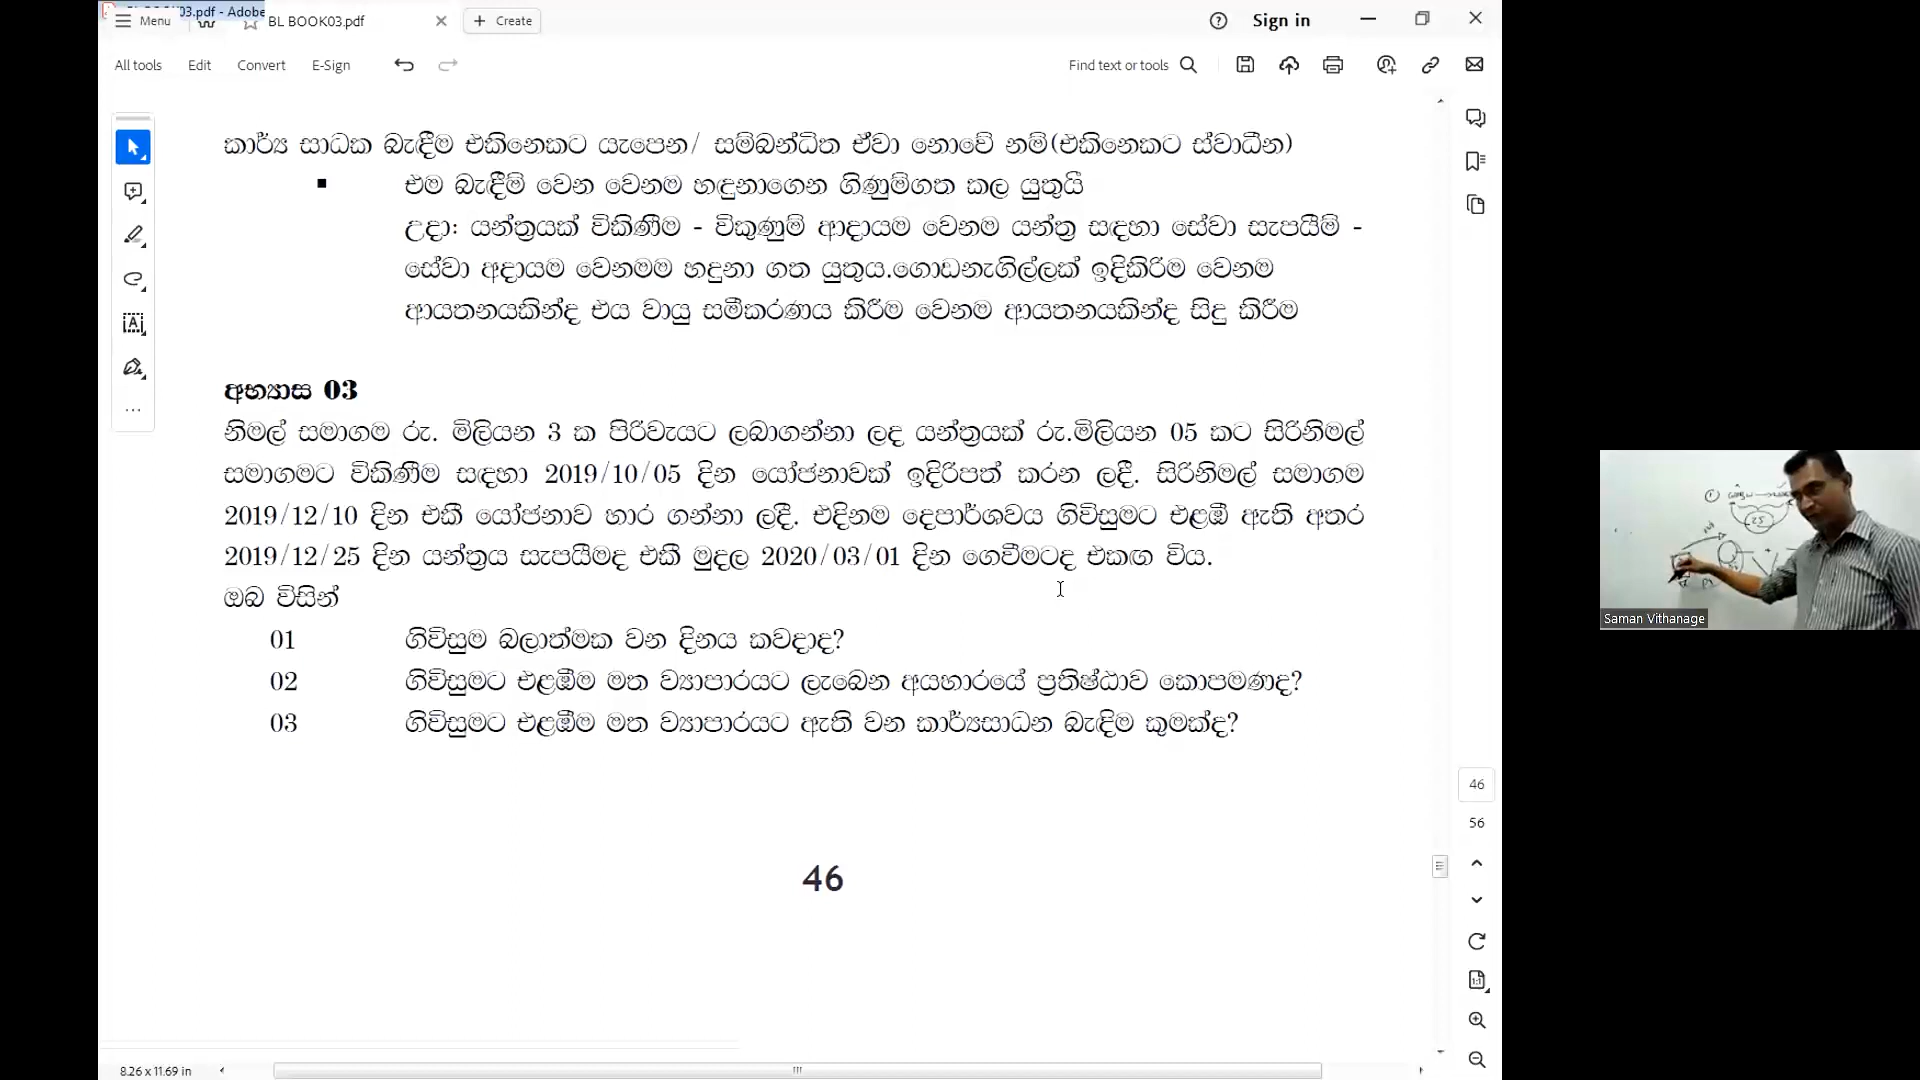 03.pdf - Adobe
Menu
BL BOOK03.pdf
Create
Sign in
All tools
Edit
Convert
E-Sign
Find text or tools
කාර්ය සාධක බැඳීම එකිනෙකට යැපෙන/ සම්බන්ධිත ඒවා නොවේ නම්(එකිනෙකට ස්වාධීන)
■ එම බැඳීම් වෙන වෙනම හඳුනාගෙන ගිණුම්ගත කල යුතුයි
උදා: යන්ත්‍රයක් විකිණීම - විකුණුම් ආදායම වෙනම යන්ත්‍ර සඳහා සේවා සැපයීම් -
සේවා අදායම වෙනමම හඳුනා ගත යුතුය.ගොඩනැගිල්ලක් ඉදිකිරිම වෙනම
ආයතනයකින්ද එය වායු සමීකරණය කිරීම වෙනම ආයතනයකින්ද සිදු කිරීම
අභ්‍යාස 03
නිමල් සමාගම රු. මිලියන 3 ක පිරිවැයට ලබාගන්නා ලද යන්ත්‍රයක් රු.මිලියන 05 කට සිරිනිමල්
සමාගමට විකිණීම සඳහා 2019/10/05 දින යෝජනාවක් ඉදිරිපත් කරන ලදී. සිරිනිමල් සමාගම
2019/12/10 දින එකී යෝජනාව භාර ගන්නා ලදී. එදිනම දෙපාර්ශවය ගිවිසුමට එළඹී ඇති අතර
2019/12/25 දින යන්ත්‍රය සැපයීමද එකී මුදල 2020/03/01 දින ගෙවීමටද එකඟ විය.
ඔබ විසින්
01 ගිවිසුම බලාත්මක වන දිනය කවදාද?
02 ගිවිසුමට එළඹීම මත ව්‍යාපාරයට ලැබෙන අයභාරයේ ප්‍රතිෂ්ඨාව කොපමණද?
03 ගිවිසුමට එළඹීම මත ව්‍යාපාරයට ඇති වන කාර්යසාධන බැඳිම කුමක්ද?
46
46
56
8.26 x 11.69 in
Saman Vithanage
25